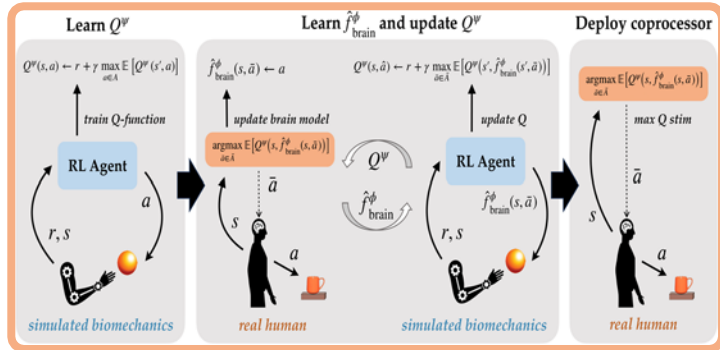 Learn Q^ψ
Q^ψ(s, a) ← r + γ max_{a∈A} 𝔼[Q^ψ(s′, a)]
train Q-function
RL Agent
a
r, s
simulated biomechanics
Learn f̂^ϕ_brain and update Q^ψ
f̂^ϕ_brain(s, ā) ← a
update brain model
argmax_{ā∈Ā} 𝔼[Q^ψ(s, f̂^ϕ_brain(s, ā))]
ā
s
a
real human
Q^ψ
f̂^ϕ_brain
Q^ψ(s, ā) ← r + γ max_{ā∈Ā} 𝔼[Q^ψ(s′, f̂^ϕ_brain(s′, ā))]
update Q
RL Agent
f̂^ϕ_brain(s, ā)
r, s
simulated biomechanics
Deploy coprocessor
argmax_{ā∈Ā} 𝔼[Q^ψ(s, f̂^ϕ_brain(s, ā))]
max Q stim
ā
s
a
real human